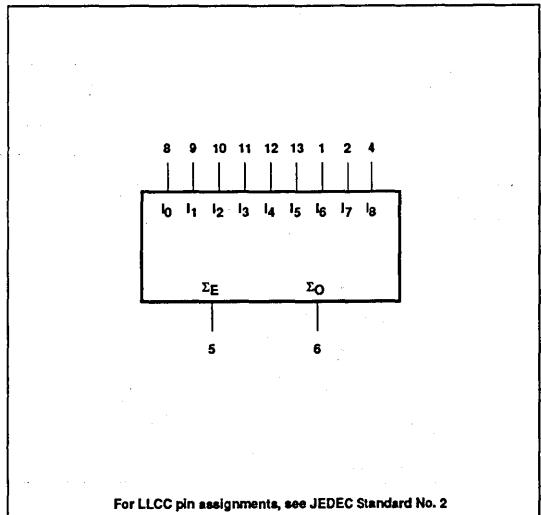 8 9 10 11 12 13 1 2 4
I0 I1 I2 I3 I4 I5 I6 I7 I8
ΣE ΣO
5 6
For LLCC pin assignments, see JEDEC Standard No. 2